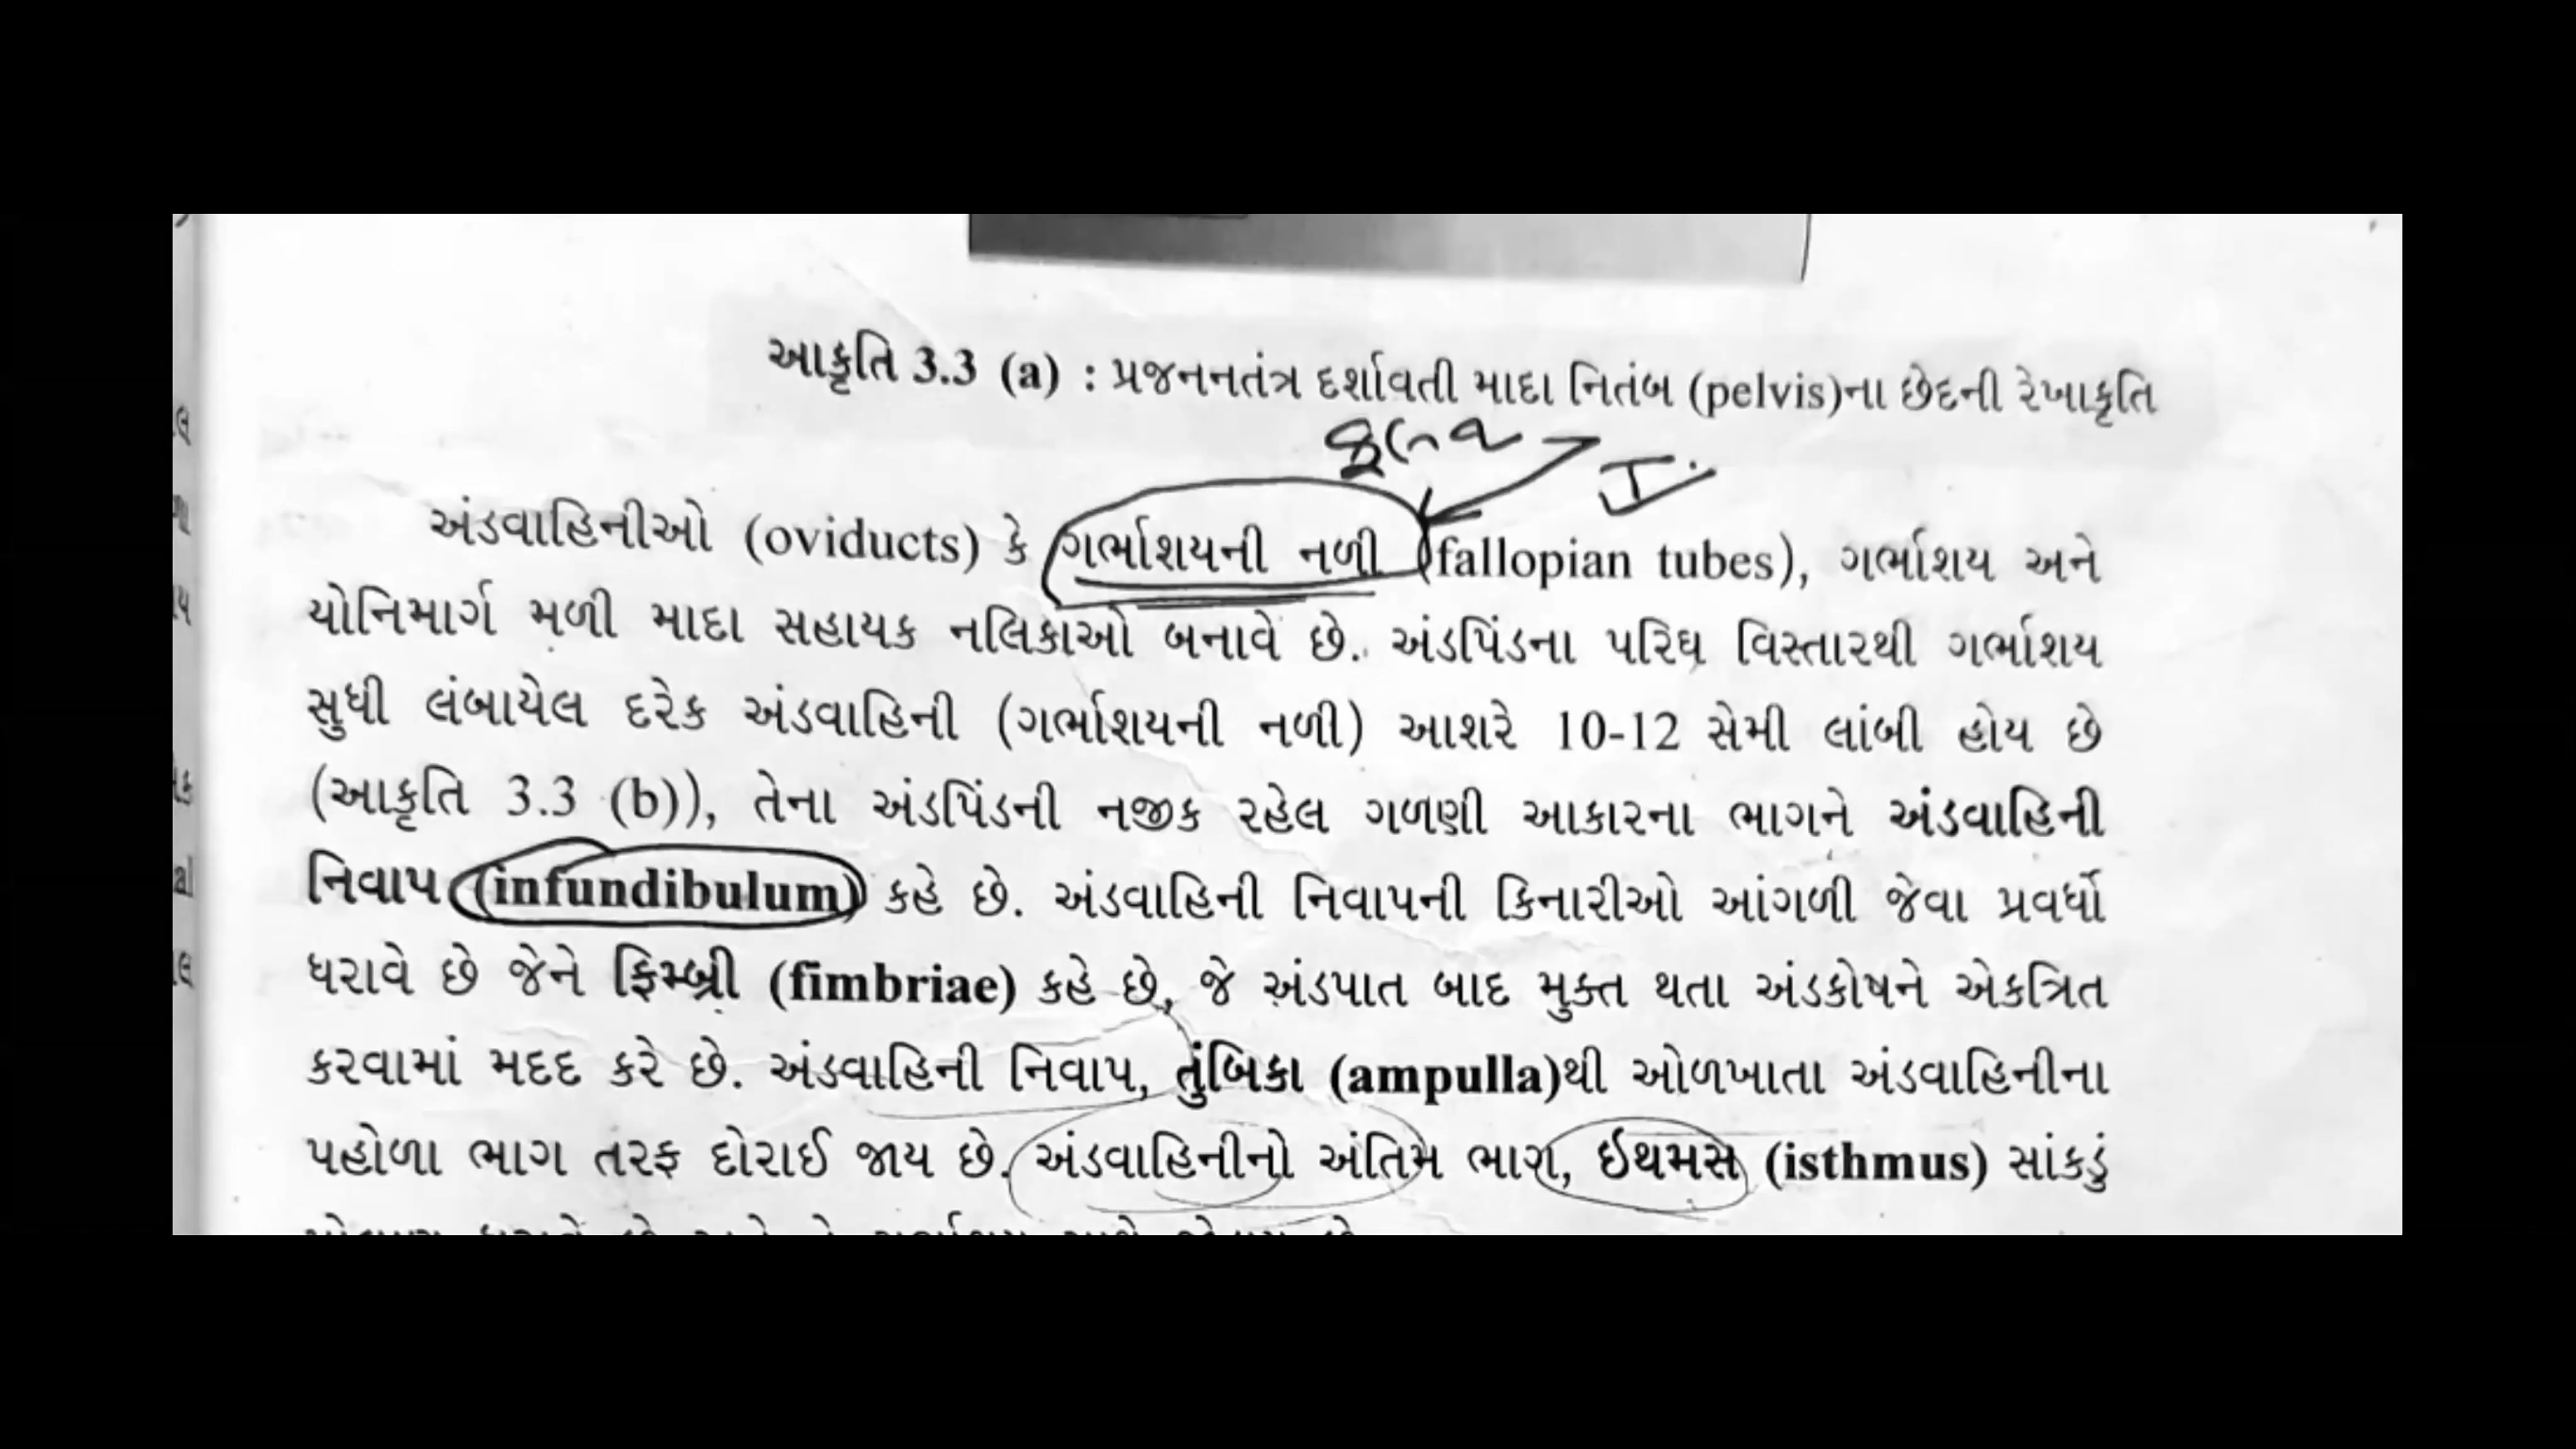 આકૃતિ 3.3 (a) : પ્રજનનતંત્ર દર્શાવતી માદા નિતંબ (pelvis)ના છેદની રેખાકૃતિ
અંડવાહિનીઓ (oviducts) કે ગર્ભાશયની નળી (fallopian tubes), ગર્ભાશય અને
યોનિમાર્ગ મળી માદા સહાયક નલિકાઓ બનાવે છે. અંડપિંડના પરિઘ વિસ્તારથી ગર્ભાશય
સુધી લંબાયેલ દરેક અંડવાહિની (ગર્ભાશયની નળી) આશરે 10-12 સેમી લાંબી હોય છે
(આકૃતિ 3.3 (b)), તેના અંડપિંડની નજીક રહેલ ગળણી આકારના ભાગને અંડવાહિની
નિવાપ (infundibulum) કહે છે. અંડવાહિની નિવાપની કિનારીઓ આંગળી જેવા પ્રવર્ધો
ધરાવે છે જેને ફિમ્બ્રી (fimbriae) કહે છે, જે અંડપાત બાદ મુક્ત થતા અંડકોષને એકત્રિત
કરવામાં મદદ કરે છે. અંડવાહિની નિવાપ, તુંબિકા (ampulla)થી ઓળખાતા અંડવાહિનીના
પહોળા ભાગ તરફ દોરાઈ જાય છે. અંડવાહિનીનો અંતિમ ભાગ, ઈથમસ (isthmus) સાંકડું